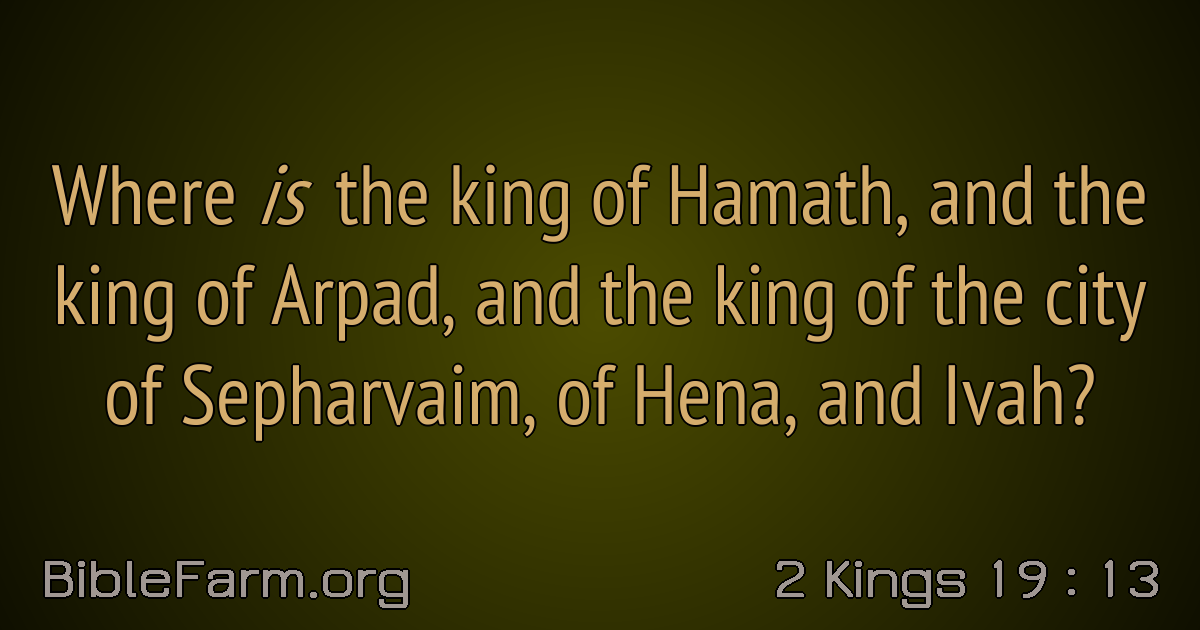 Where is the king of Hamath, and the
king of Arpad, and the king of the city
of Sepharvaim, of Hena, and Ivah?
BibleFarm.org
2 Kings 19 : 13